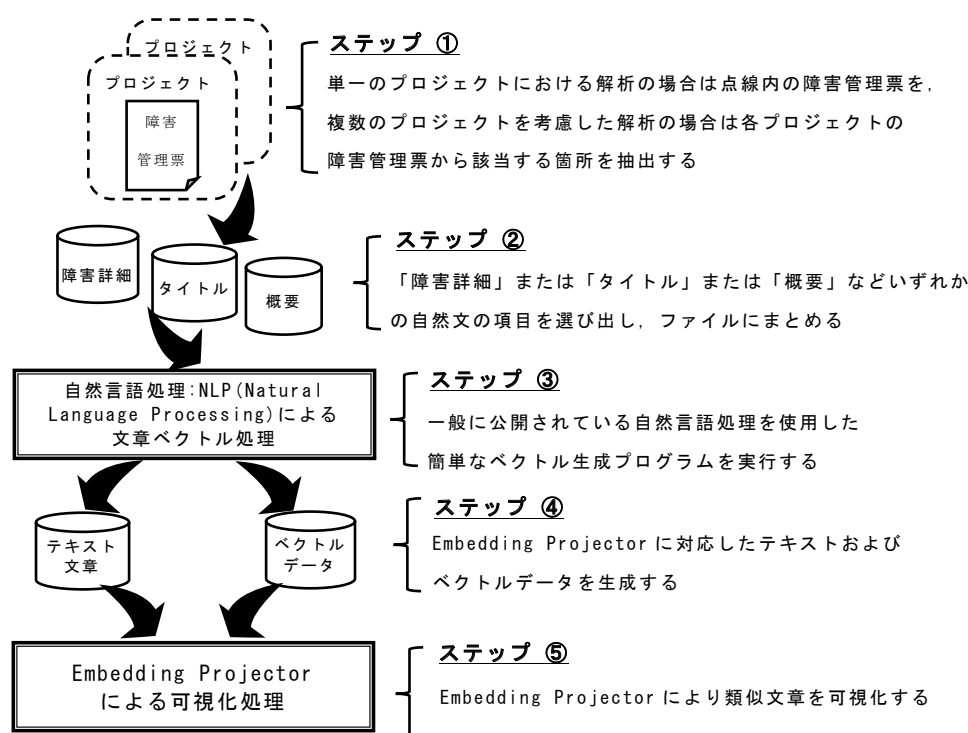 プロジェクト
プロジェクト
障害
管理票
ステップ ①
単一のプロジェクトにおける解析の場合は点線内の障害管理票を,
複数のプロジェクトを考慮した解析の場合は各プロジェクトの
障害管理票から該当する箇所を抽出する
障害詳細
タイトル
概要
ステップ ②
「障害詳細」または「タイトル」または「概要」などいずれか
の自然文の項目を選び出し, ファイルにまとめる
自然言語処理:NLP(Natural
Language Processing)による
文章ベクトル処理
ステップ ③
一般に公開されている自然言語処理を使用した
簡単なベクトル生成プログラムを実行する
テキスト
文章
ベクトル
データ
ステップ ④
Embedding Projectorに対応したテキストおよび
ベクトルデータを生成する
Embedding Projector
による可視化処理
ステップ ⑤
Embedding Projectorにより類似文章を可視化する